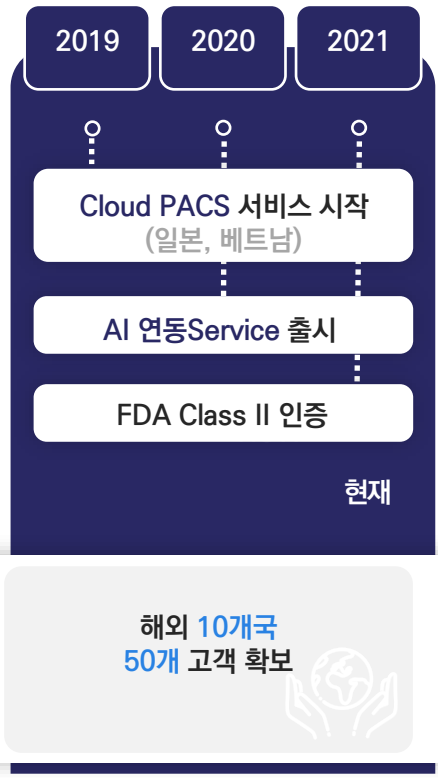 2019
2020
2021
Cloud PACS 서비스 시작
(일본, 베트남)
AI 연동Service 출시
FDA Class II 인증
현재
해외 10개국
50개 고객 확보